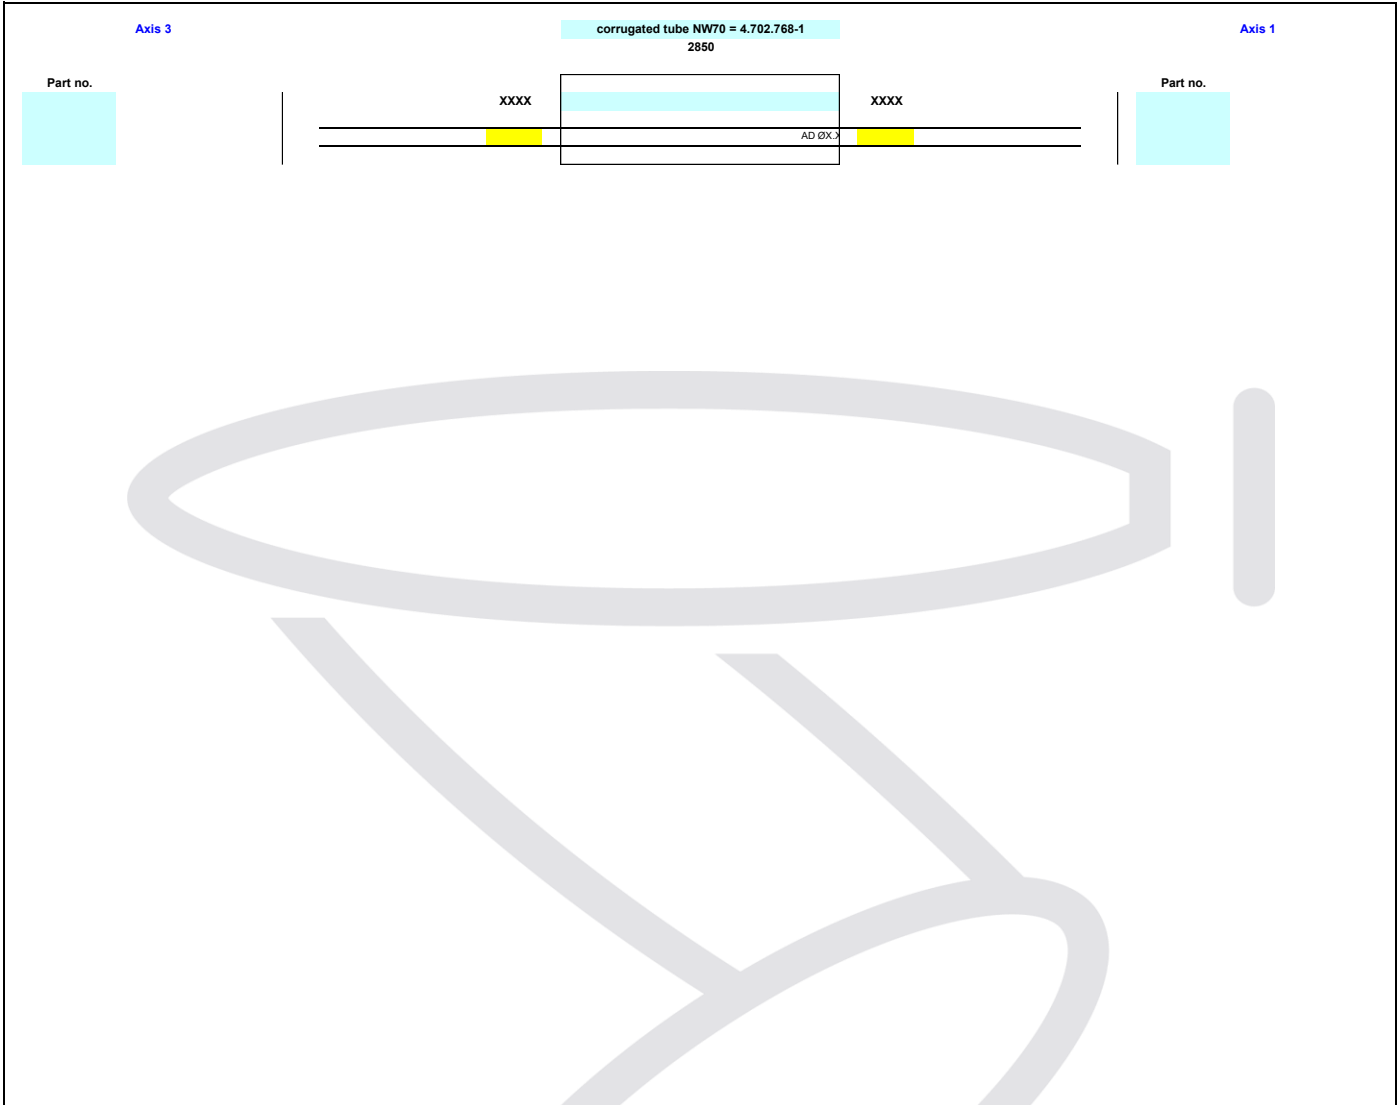 Axis 3
corrugated tube NW70 = 4.702.768-1
Axis 1
2850
Part no.
Part no.
XXXX
XXXX
AD ØX.X